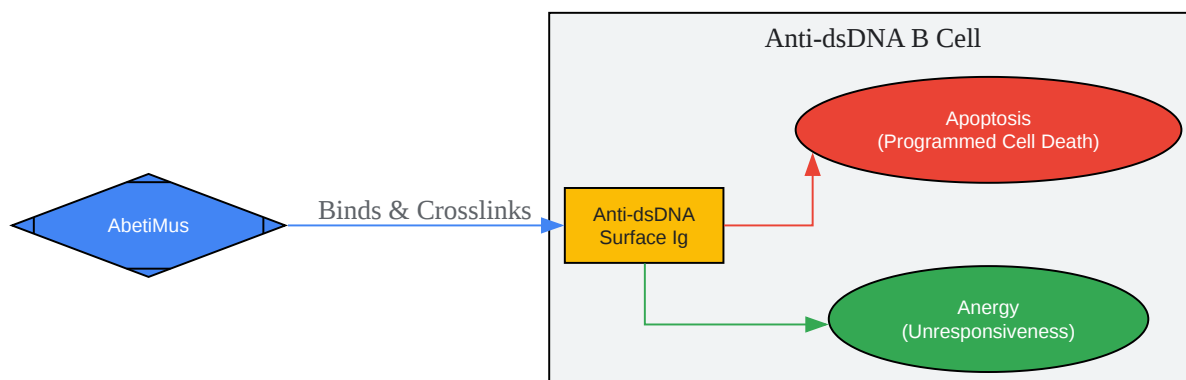 Anti-dsDNA B Cell
Apoptosis
(Programmed Cell Death)
AbetiMus
Binds & Crosslinks
Anti-dsDNA
Surface Ig
Anergy
(Unresponsiveness)